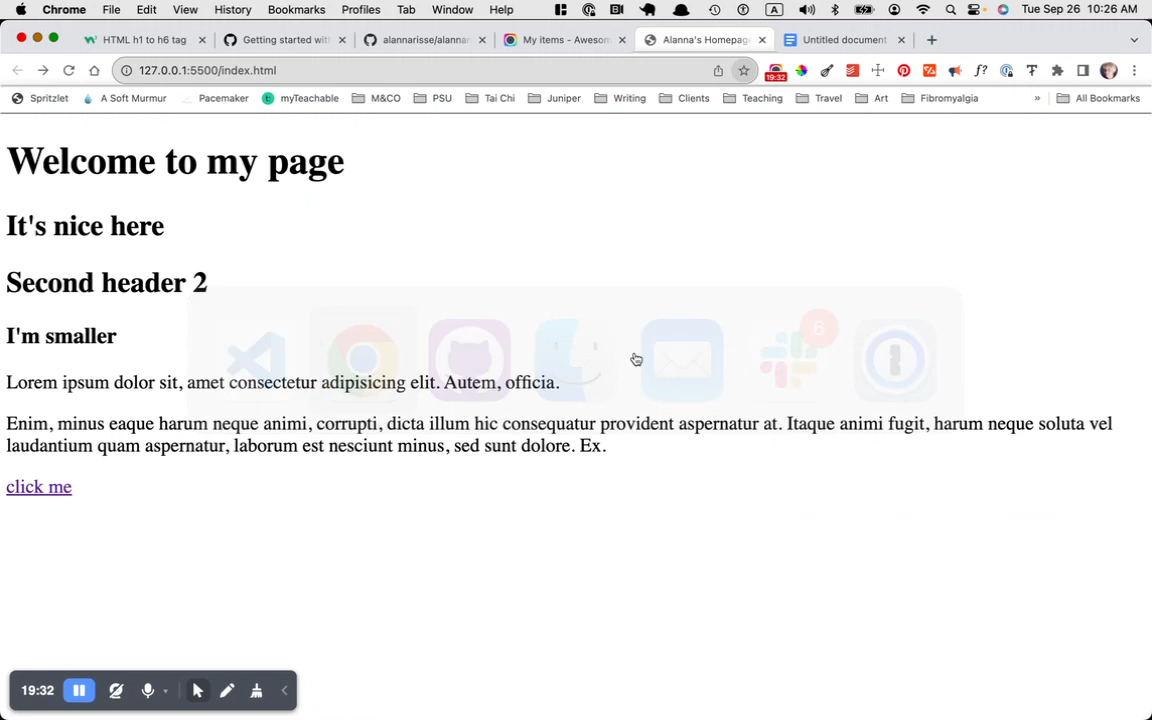 Chrome File Edit View History Bookmarks Profiles Tab Window Help A Tue Sep 26 10:26 AM
HTML h1 to h6 tag Getting started with alannarisse/alannar My items - Awesom Alanna's Homepage Untitled document
127.0.0.1:5500/index.html 19:32 f?
Spritzlet A Soft Murmur Pacemaker t myTeachable M&CO PSU Tai Chi Juniper Writing Clients Teaching Travel Art Fibromyalgia » All Bookmarks
Welcome to my page
It's nice here
Second header 2
I'm smaller
6
Lorem ipsum dolor sit, amet consectetur adipisicing elit. Autem, officia.
Enim, minus eaque harum neque animi, corrupti, dicta illum hic consequatur provident aspernatur at. Itaque animi fugit, harum neque soluta vel
laudantium quam aspernatur, laborum est nesciunt minus, sed sunt dolore. Ex.
click me
19:32